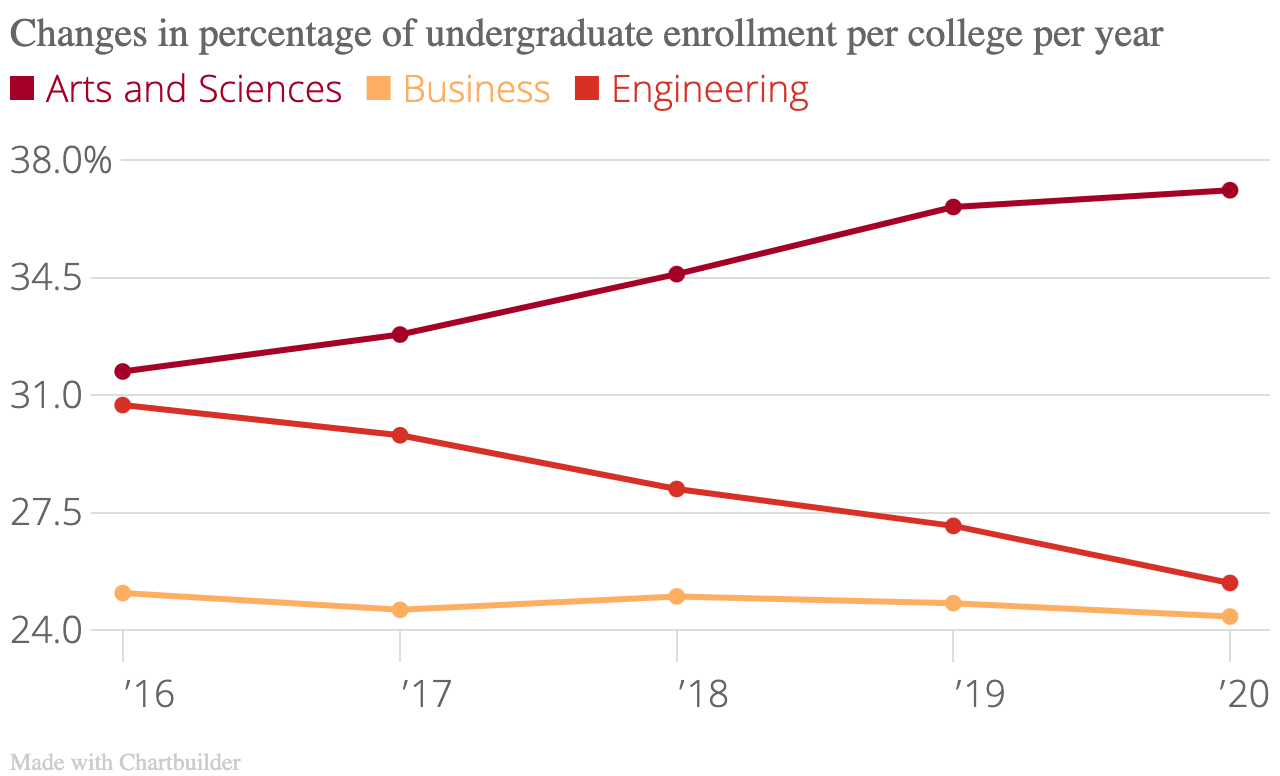 Changes in percentage of undergraduate enrollment per college per year
Arts and Sciences Business Engineering
38.0%
34.5
31.0
27.5
24.0
’16 ’17 ’18 ’19 ’20
Made with Chartbuilder